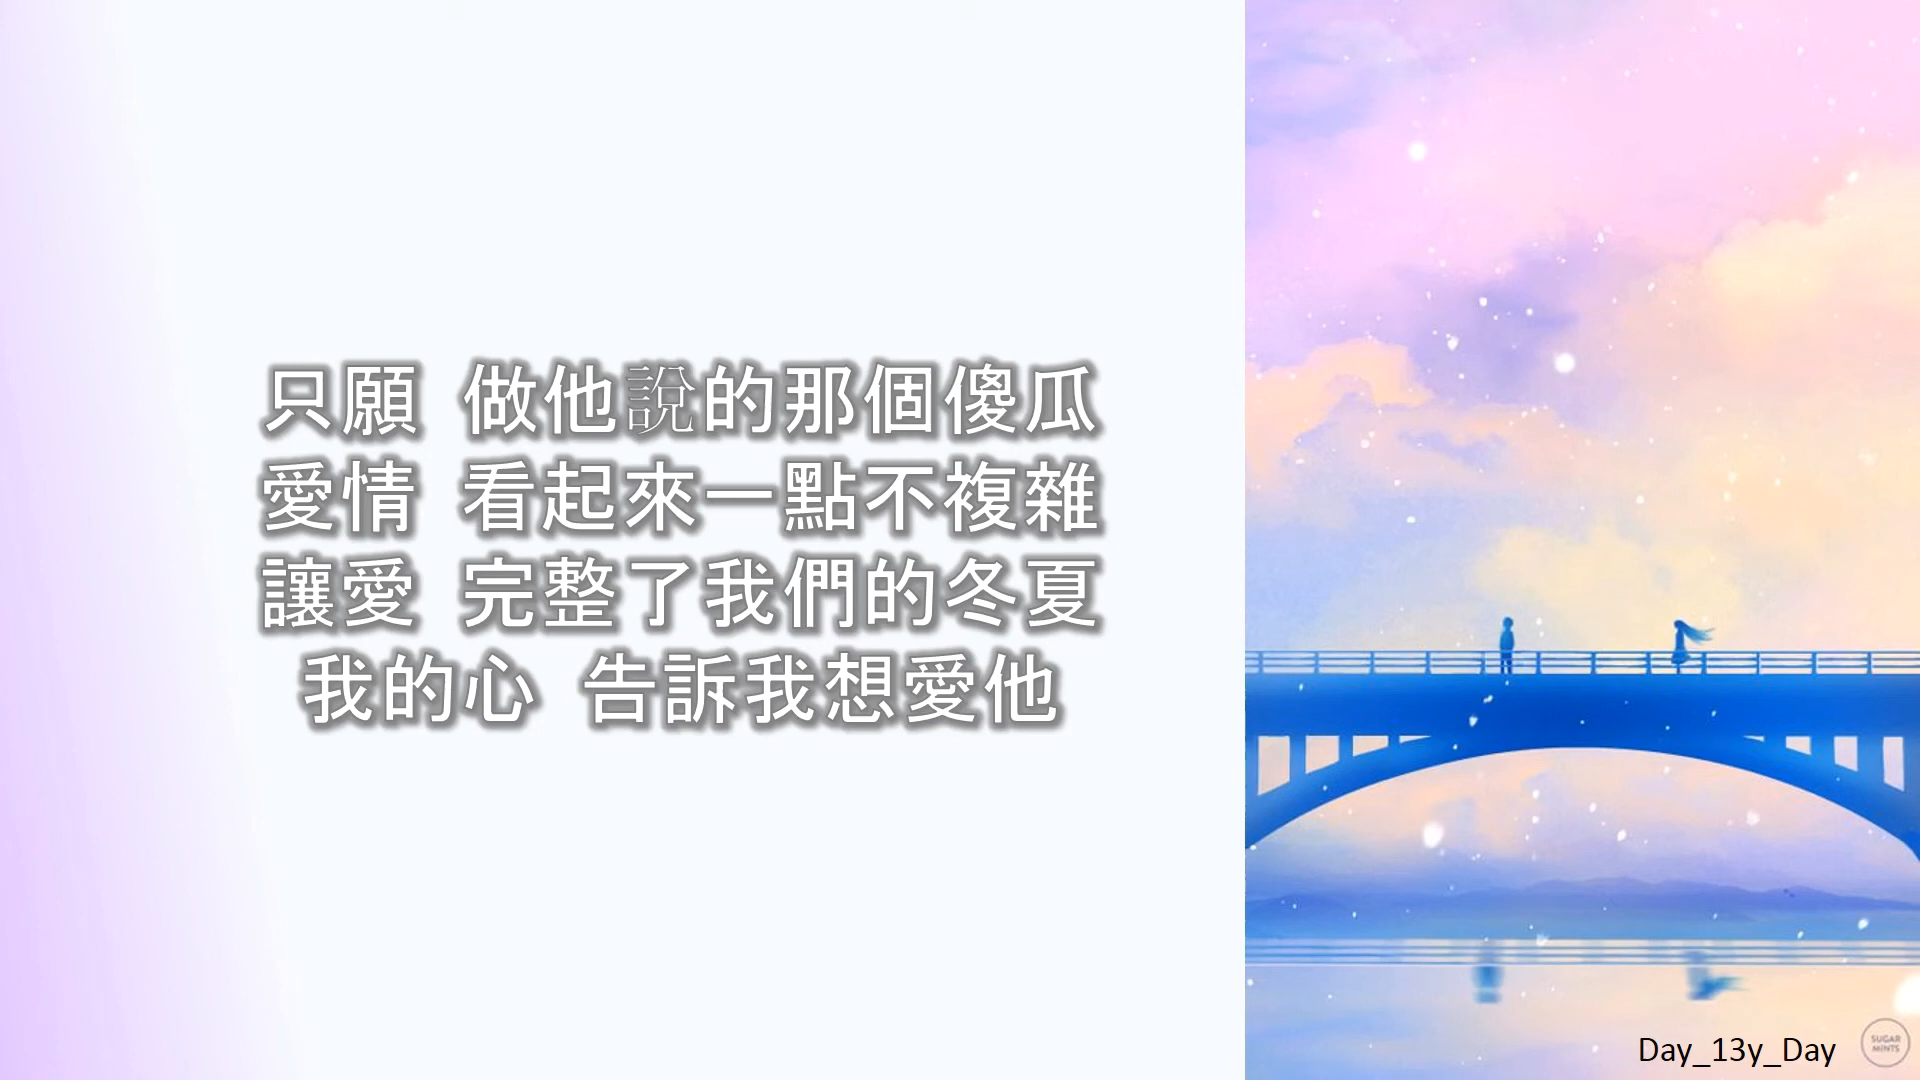 只願 做他說的那個傻瓜
愛情 看起來一點不複雜
讓愛 完整了我們的冬夏
我的心 告訴我想愛他
Day_13y_Day
SUGAR
MINTS